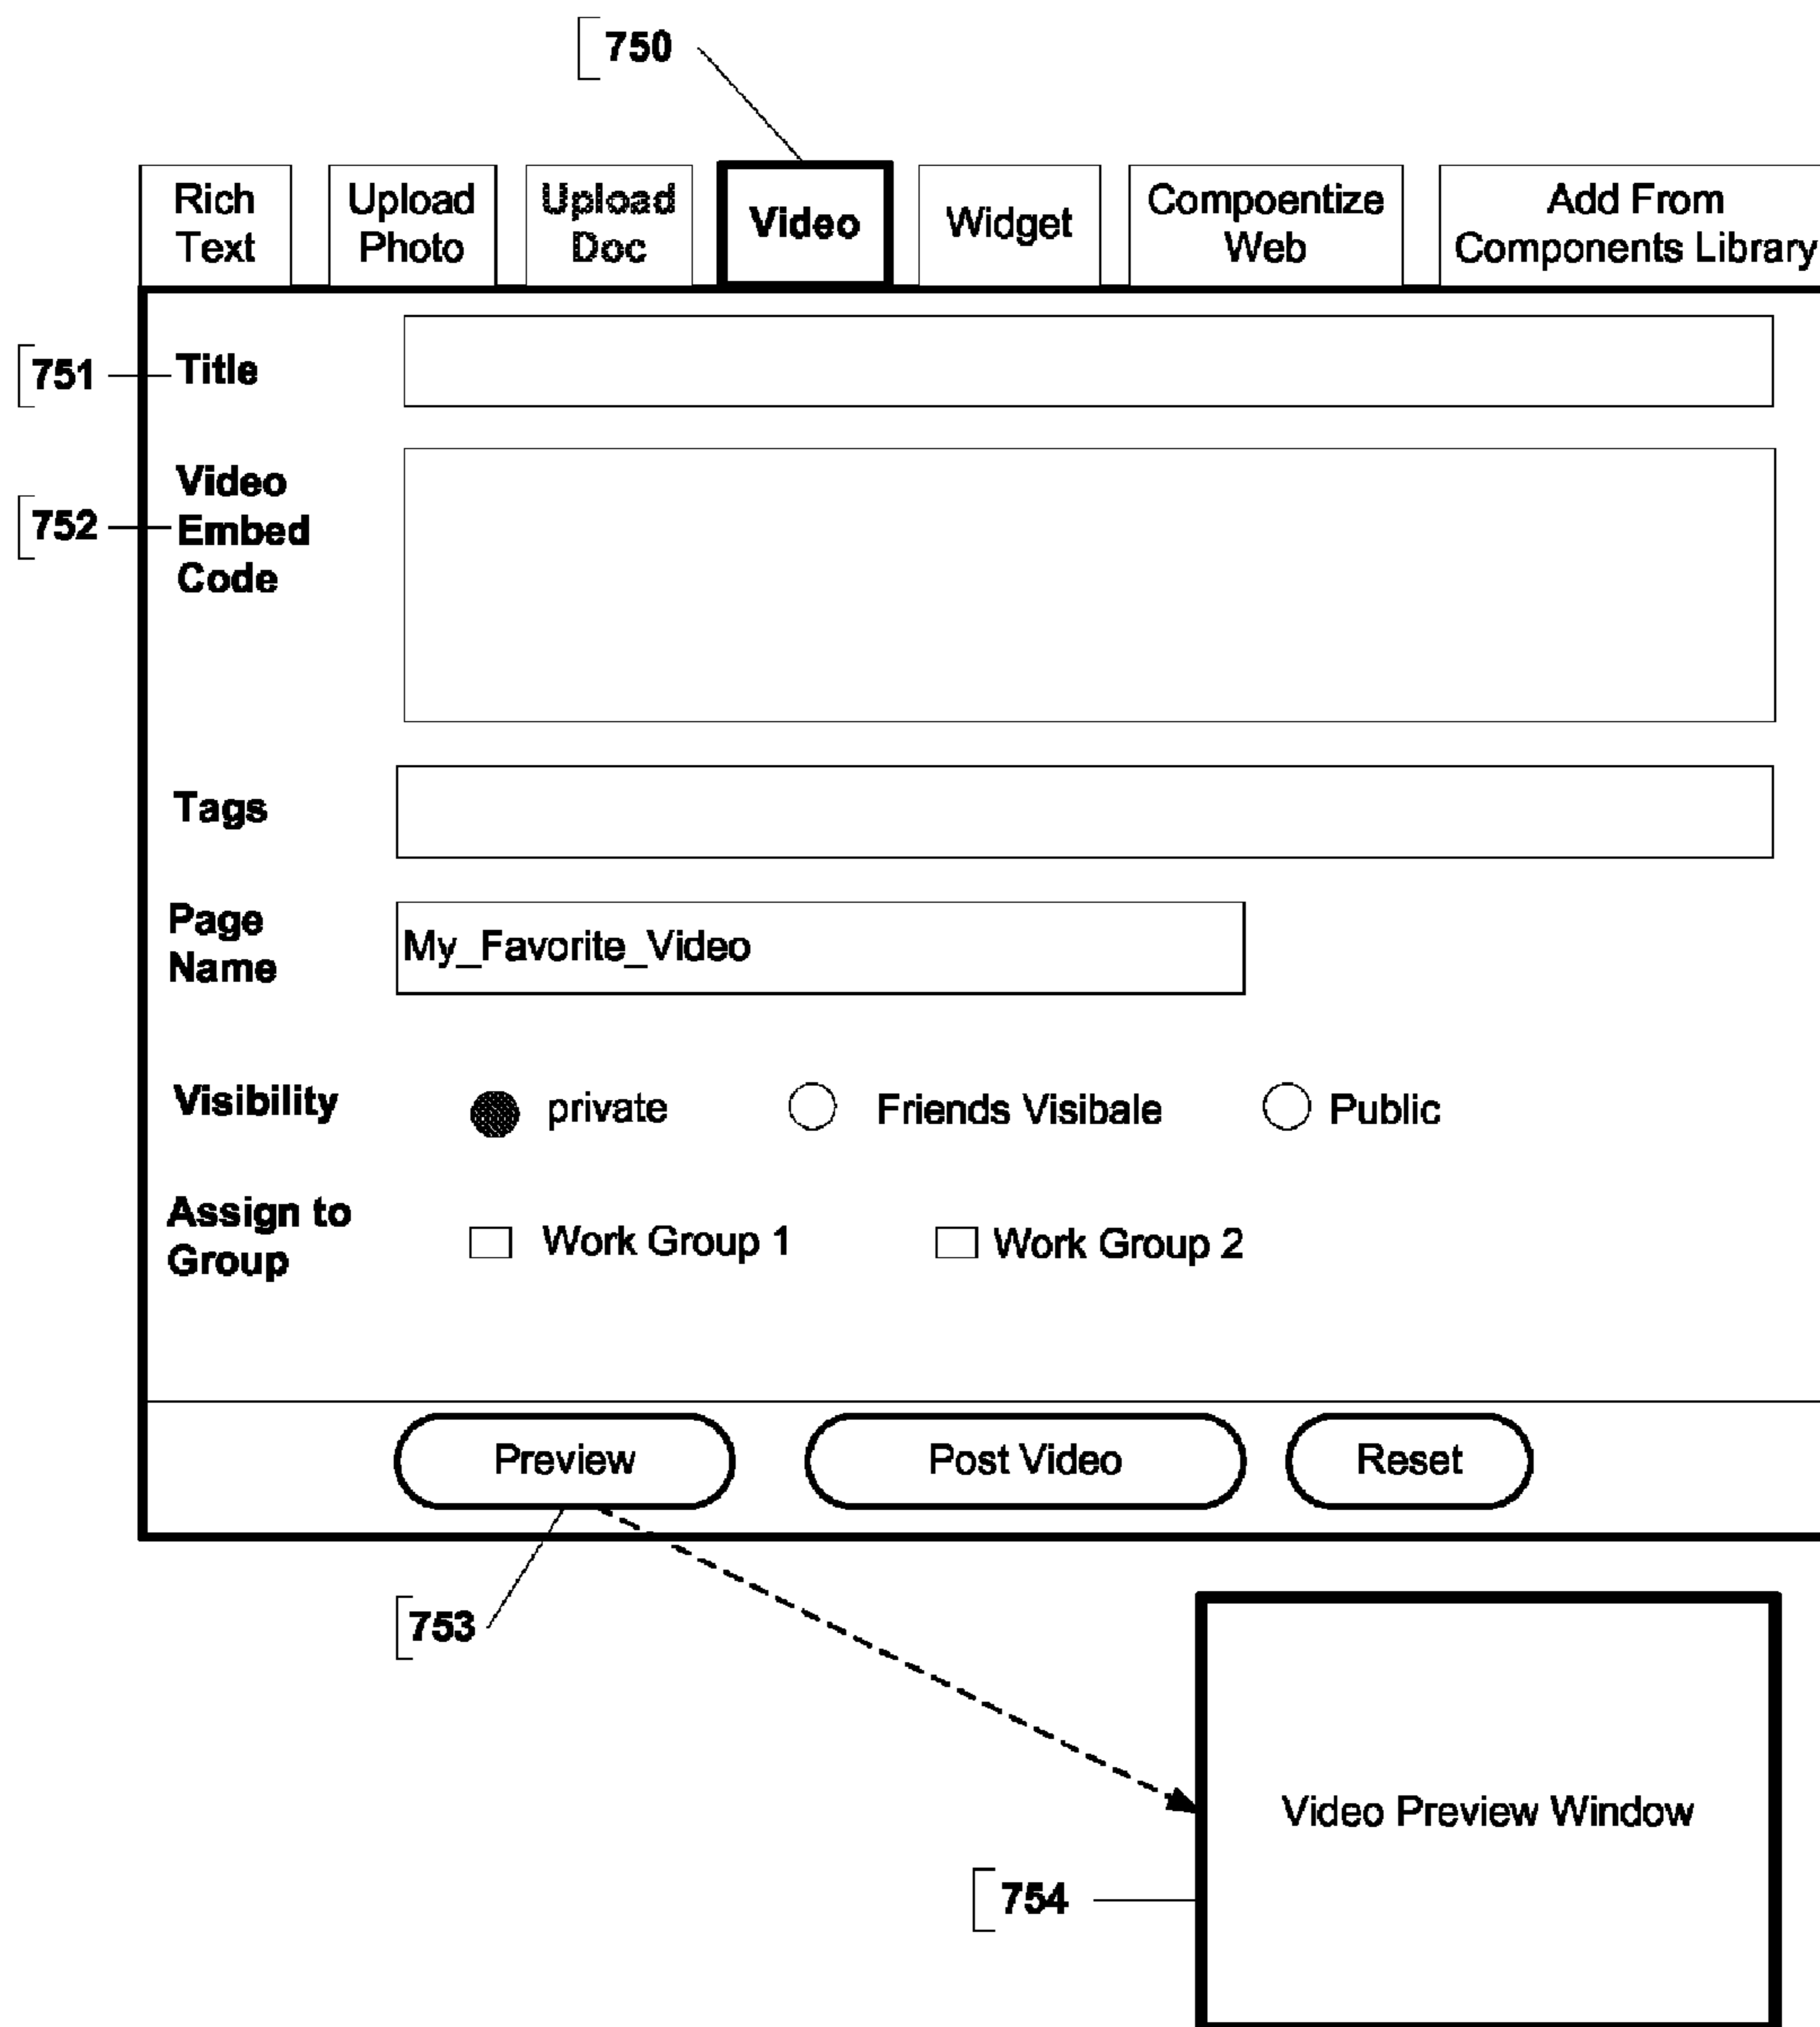 750
Rich
Text
Upload
Photo
Upload
Doc
Video
Widget
Compoentize
Web
Add From
Components Library
751
Title
752
Video
Embed
Code
Tags
Page
Name
My_Favorite_Video
Visibility
private
Friends Visibale
Public
Assign to
Group
Work Group 1
Work Group 2
Preview
Post Video
Reset
753
Video Preview Window
754